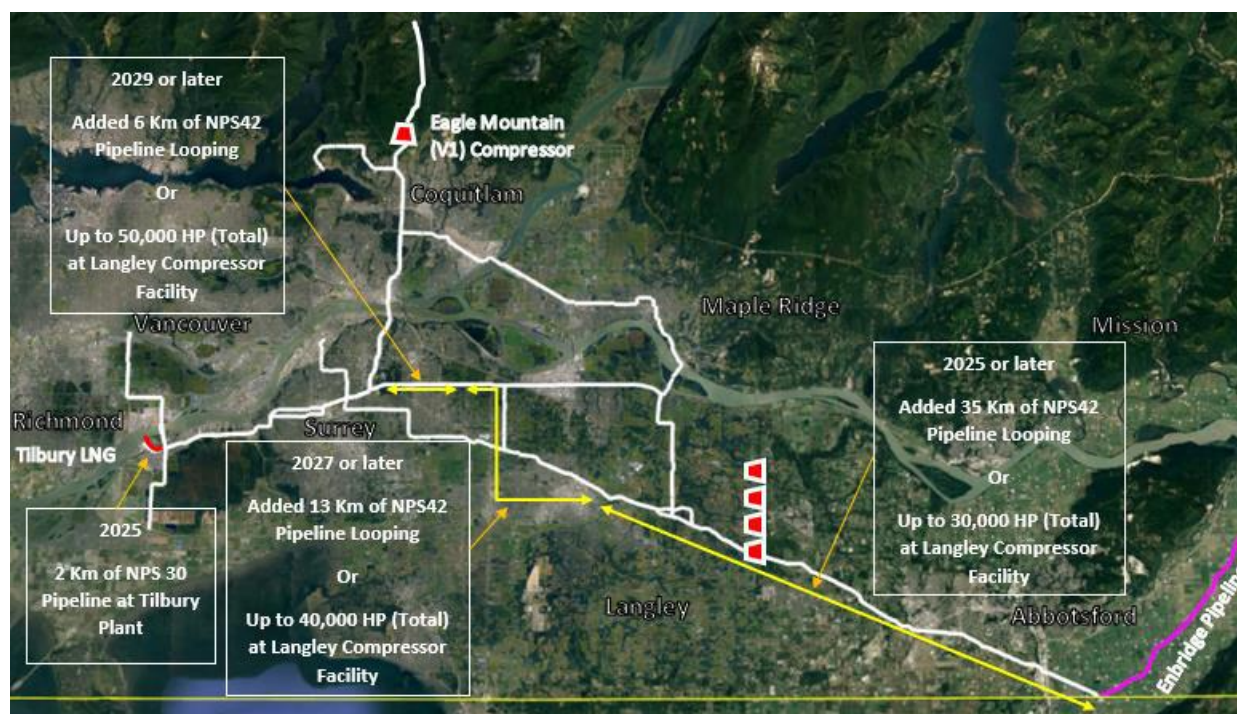 2029 or later
Added 6 Km of NPS42
Pipeline Looping
Or
Up to 50,000 HP (Total)
at Langley Compressor
Facility
Eagle Mountain
(V1) Compressor
Coquitlam
Vancouver
Maple Ridge
Mission
2025 or later
Added 35 Km of NPS42
Pipeline Looping
Or
Up to 30,000 HP (Total)
at Langley Compressor
Facility
Richmond
Tilbury LNG
Surrey
2027 or later
Added 13 Km of NPS42
Pipeline Looping
Or
Up to 40,000 HP (Total)
at Langley Compressor
Facility
2025
2 Km of NPS 30
Pipeline at Tilbury
Plant
Langley
Abbotsford
Enbridge Pipelin